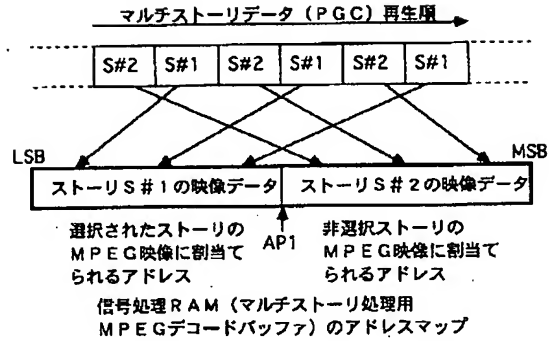 マルチストーリデータ（PGC）再生順
S#2 S#1 S#2 S#1 S#2 S#1
LSB MSB
ストーリS#1の映像データ ストーリS#2の映像データ
選択されたストーリの
MPEG映像に割当て
られるアドレス
AP1
非選択ストーリの
MPEG映像に割当て
られるアドレス
信号処理RAM（マルチストーリ処理用
MPEGデコードバッファ）のアドレスマップ